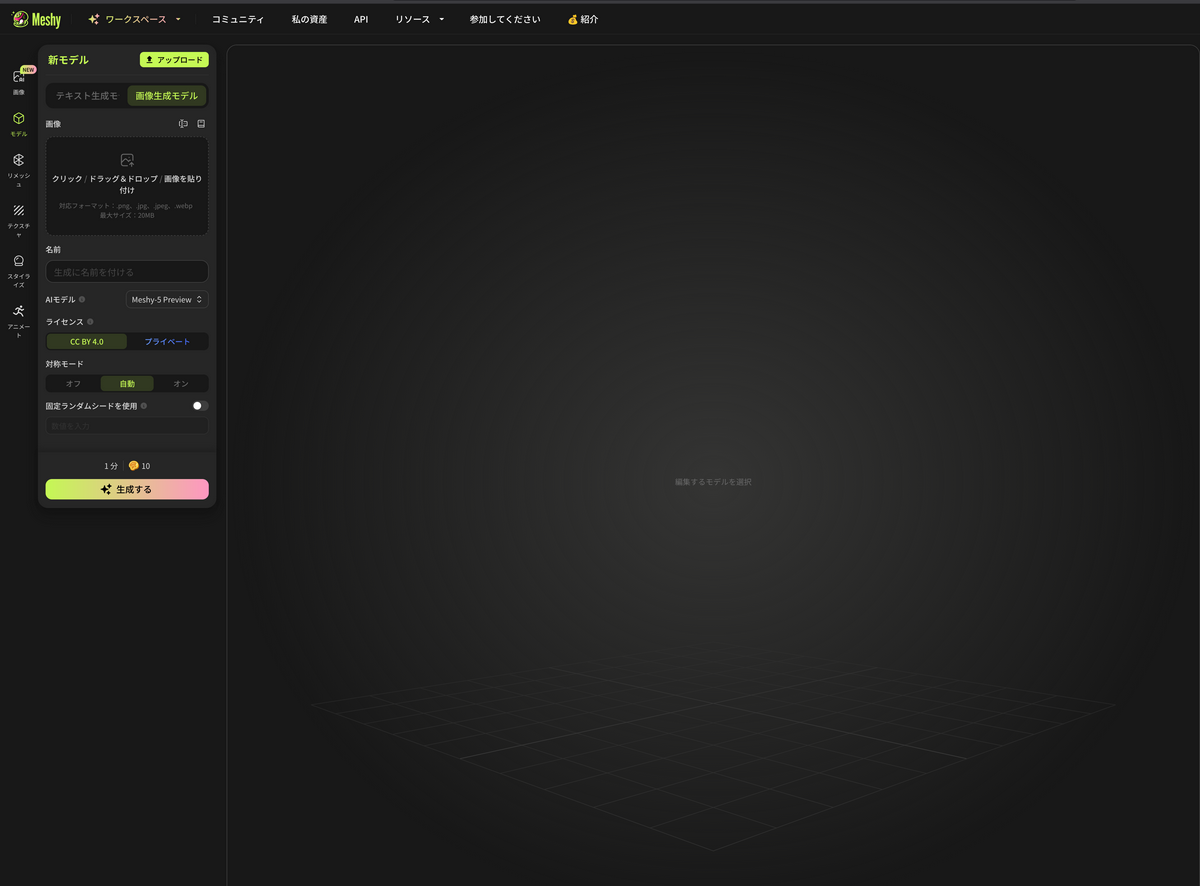 Meshy
ワークスペース
コミュニティ
私の資産
API
リソース
参加してください
💰 紹介
NEW
画像
モデル
リメッシ
ュ
テクスチ
ャ
スタイラ
イズ
アニメー
ト
新モデル
アップロード
テキスト生成モ
画像生成モデル
画像
クリック / ドラッグ＆ドロップ / 画像を貼り
付け
対応フォーマット：.png、.jpg、.jpeg、.webp
最大サイズ：20MB
名前
生成に名前を付ける
AIモデル
Meshy-5 Preview
ライセンス
CC BY 4.0
プライベート
対称モード
オフ
自動
オン
固定ランダムシードを使用
1 分
10
生成する
編集するモデルを選択